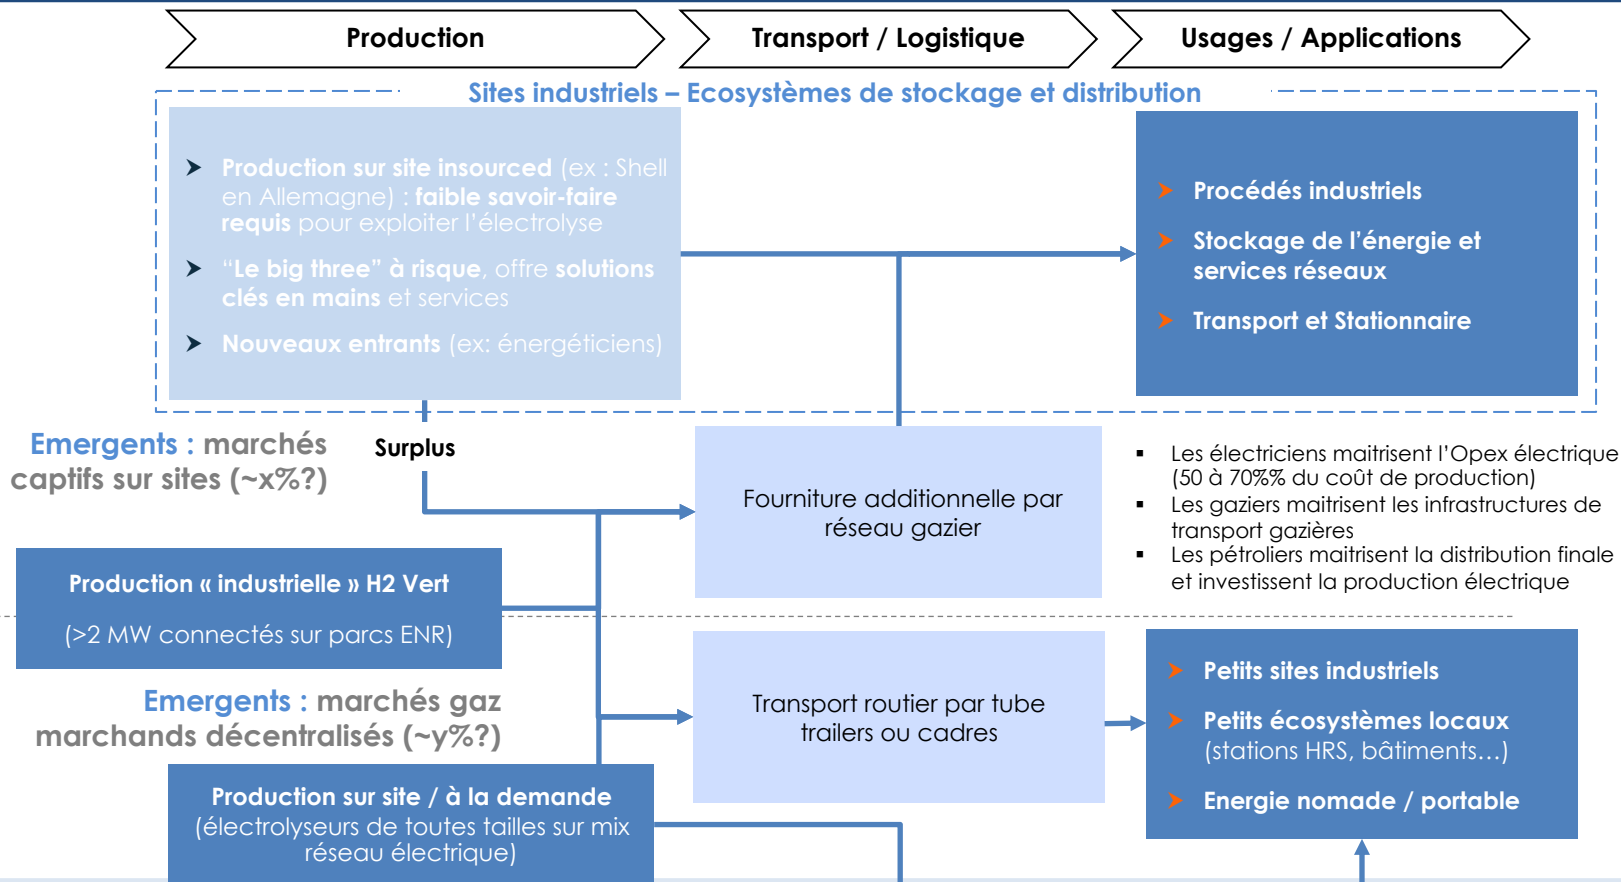 Production
Transport / Logistique
Usages / Applications
Sites industriels – Ecosystèmes de stockage et distribution
Production sur site insourced (ex : Shell
en Allemagne) : faible savoir-faire
requis pour exploiter l’électrolyse
“Le big three” à risque, offre solutions
clés en mains et services
Nouveaux entrants (ex: énergéticiens)
Procédés industriels
Stockage de l’énergie et
services réseaux
Transport et Stationnaire
Emergents : marchés
captifs sur sites (~x%?)
Surplus
Fourniture additionnelle par
réseau gazier
Les électriciens maitrisent l’Opex électrique
(50 à 70%% du coût de production)
Les gaziers maitrisent les infrastructures de
transport gazières
Les pétroliers maitrisent la distribution finale
et investissent la production électrique
Production « industrielle » H2 Vert
(>2 MW connectés sur parcs ENR)
Emergents : marchés gaz
marchands décentralisés (~y%?)
Transport routier par tube
trailers ou cadres
Petits sites industriels
Petits écosystèmes locaux
(stations HRS, bâtiments…)
Energie nomade / portable
Production sur site / à la demande
(électrolyseurs de toutes tailles sur mix
réseau électrique)